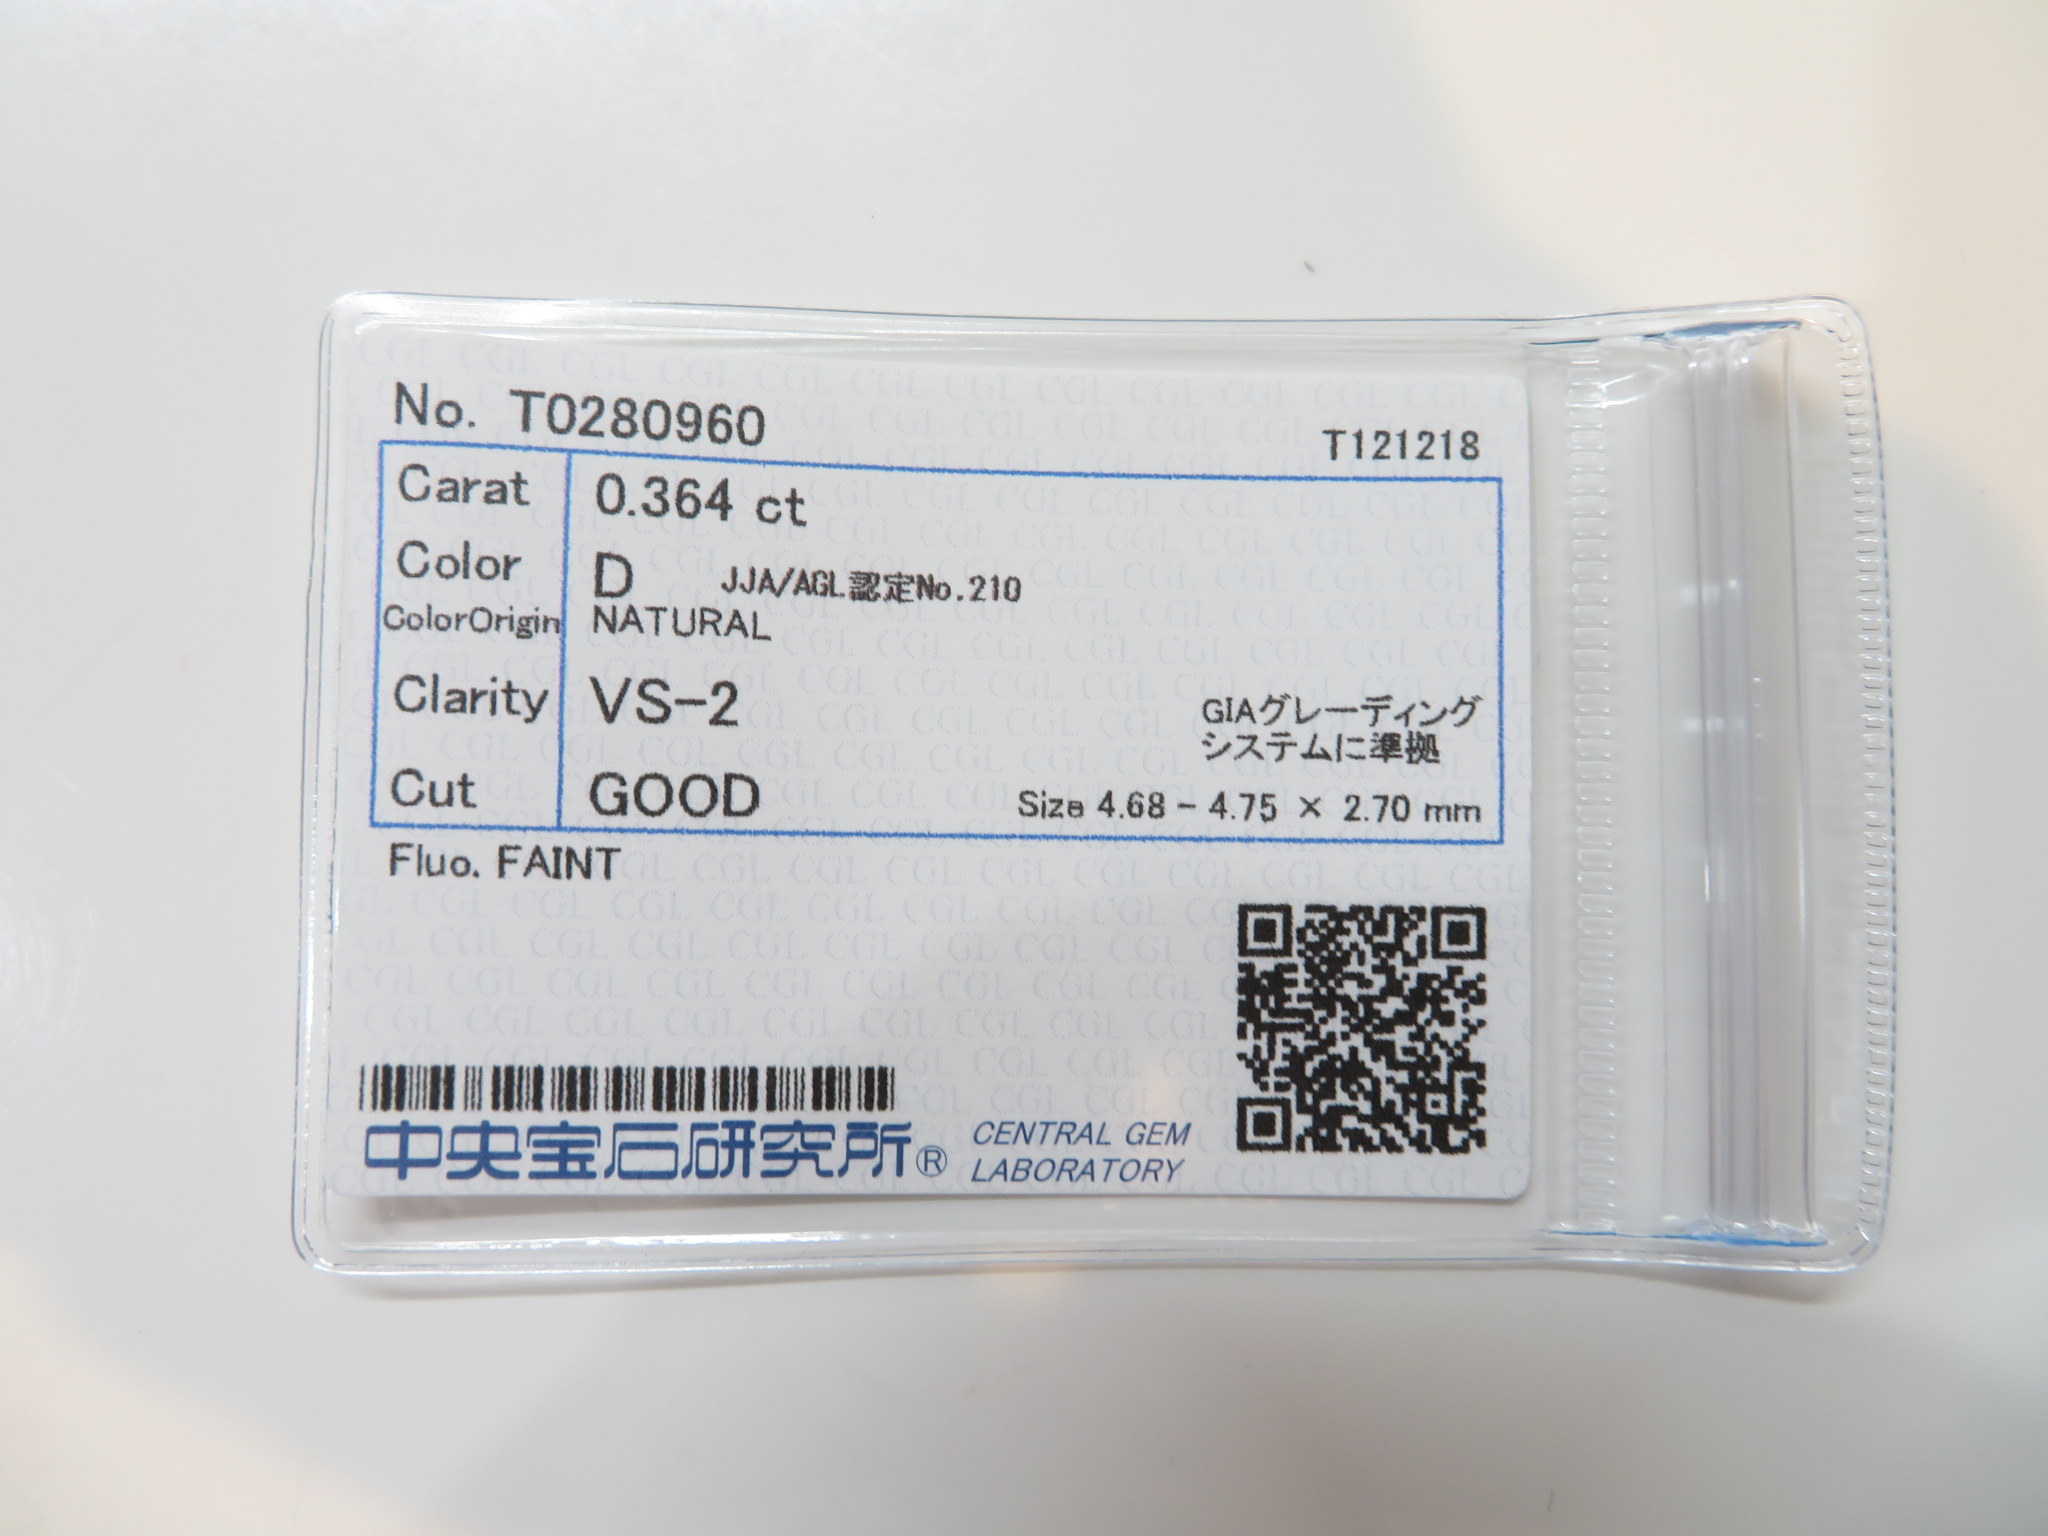 No. T0280960
T121218
Carat 0.364 ct
Color D JJA/AGL認定No.210
ColorOrigin NATURAL
Clarity VS-2
GIAグレーディング
システムに準拠
Cut GOOD
Size 4.68 - 4.75 × 2.70 mm
Fluo. FAINT
中央宝石研究所® CENTRAL GEM
LABORATORY